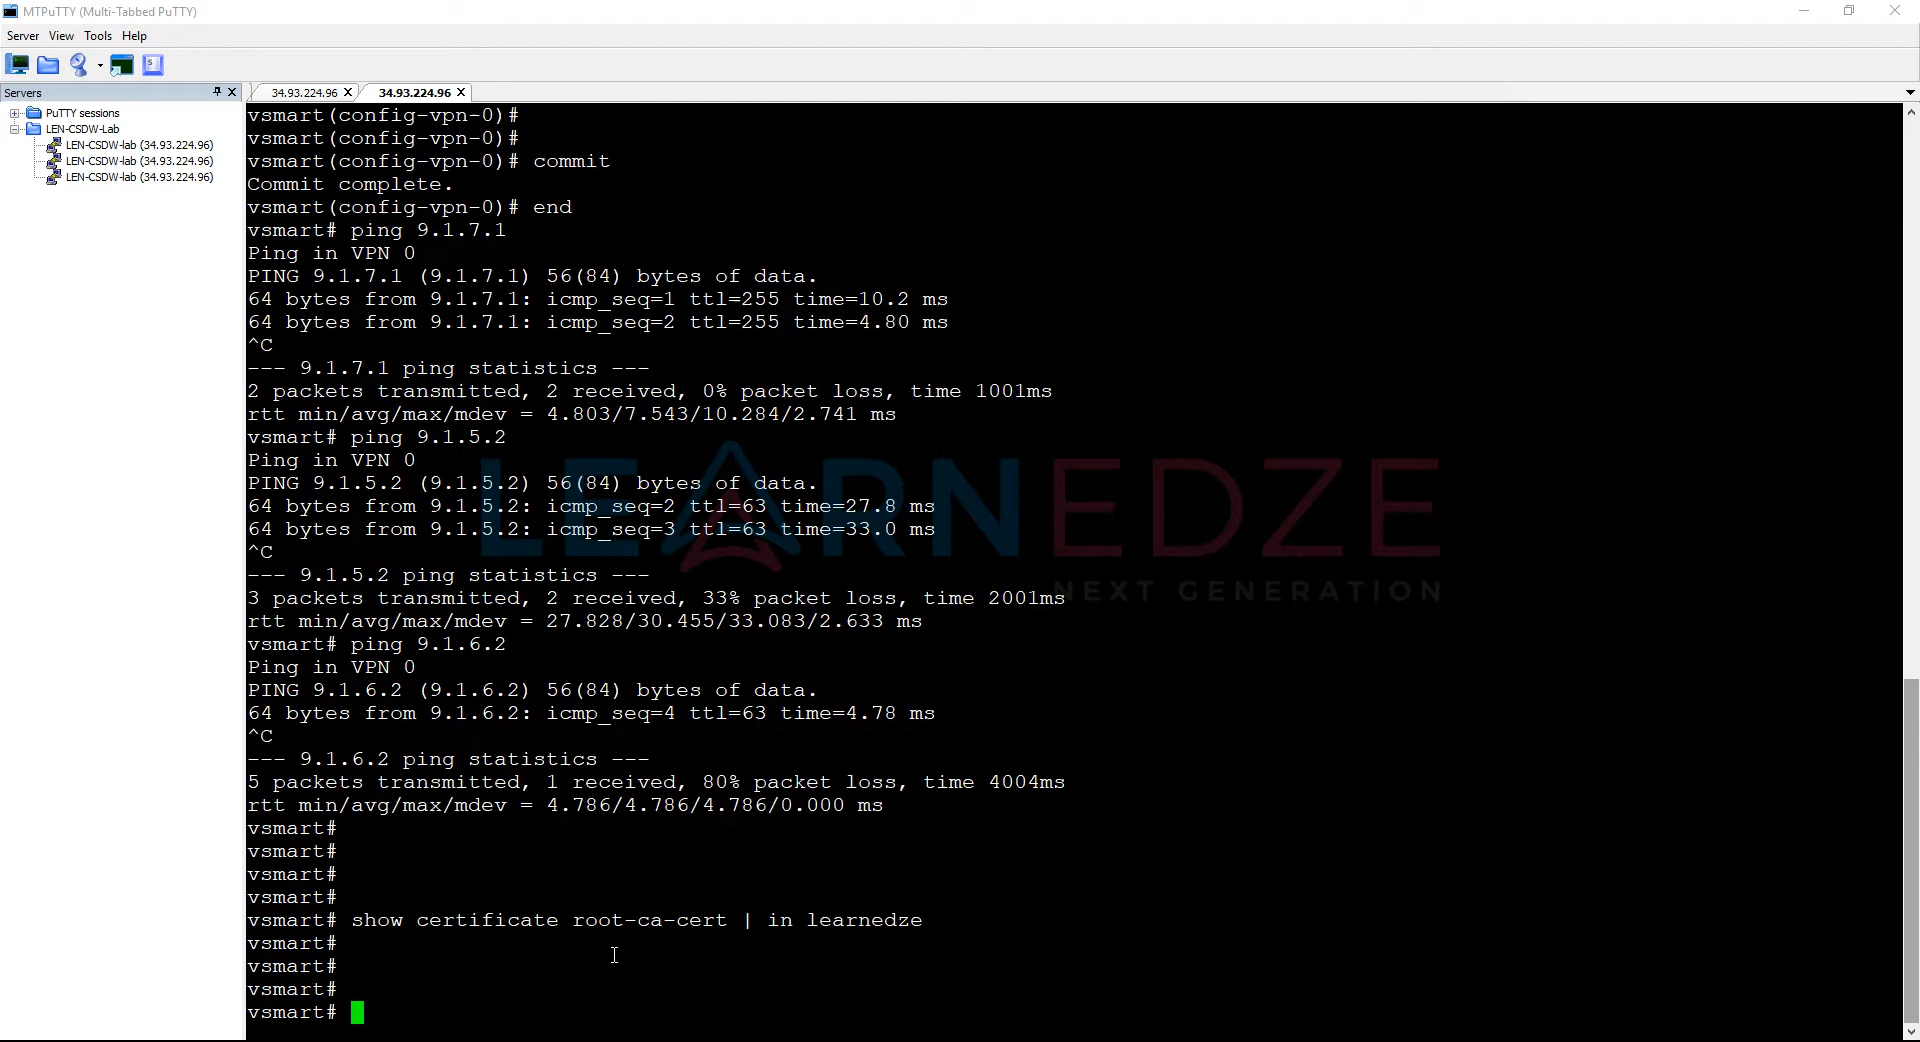 MTPuTTY (Multi-Tabbed PuTTY)
Server View Tools Help
Servers
34.93.224.96 34.93.224.96
PuTTY sessions
LEN-CSDW-Lab
LEN-CSDW-lab (34.93.224.96)
LEN-CSDW-lab (34.93.224.96)
LEN-CSDW-lab (34.93.224.96)
vsmart(config-vpn-0)#
vsmart(config-vpn-0)#
vsmart(config-vpn-0)# commit
Commit complete.
vsmart(config-vpn-0)# end
vsmart# ping 9.1.7.1
Ping in VPN 0
PING 9.1.7.1 (9.1.7.1) 56(84) bytes of data.
64 bytes from 9.1.7.1: icmp_seq=1 ttl=255 time=10.2 ms
64 bytes from 9.1.7.1: icmp_seq=2 ttl=255 time=4.80 ms
^C
--- 9.1.7.1 ping statistics ---
2 packets transmitted, 2 received, 0% packet loss, time 1001ms
rtt min/avg/max/mdev = 4.803/7.543/10.284/2.741 ms
vsmart# ping 9.1.5.2
Ping in VPN 0
PING 9.1.5.2 (9.1.5.2) 56(84) bytes of data.
64 bytes from 9.1.5.2: icmp_seq=2 ttl=63 time=27.8 ms
64 bytes from 9.1.5.2: icmp_seq=3 ttl=63 time=33.0 ms
^C
--- 9.1.5.2 ping statistics ---
3 packets transmitted, 2 received, 33% packet loss, time 2001ms
rtt min/avg/max/mdev = 27.828/30.455/33.083/2.633 ms
vsmart# ping 9.1.6.2
Ping in VPN 0
PING 9.1.6.2 (9.1.6.2) 56(84) bytes of data.
64 bytes from 9.1.6.2: icmp_seq=4 ttl=63 time=4.78 ms
^C
--- 9.1.6.2 ping statistics ---
5 packets transmitted, 1 received, 80% packet loss, time 4004ms
rtt min/avg/max/mdev = 4.786/4.786/4.786/0.000 ms
vsmart#
vsmart#
vsmart#
vsmart#
vsmart# show certificate root-ca-cert | in learnedze
vsmart#
vsmart#
vsmart#
vsmart#
LEARNEDZE
NEXT GENERATION